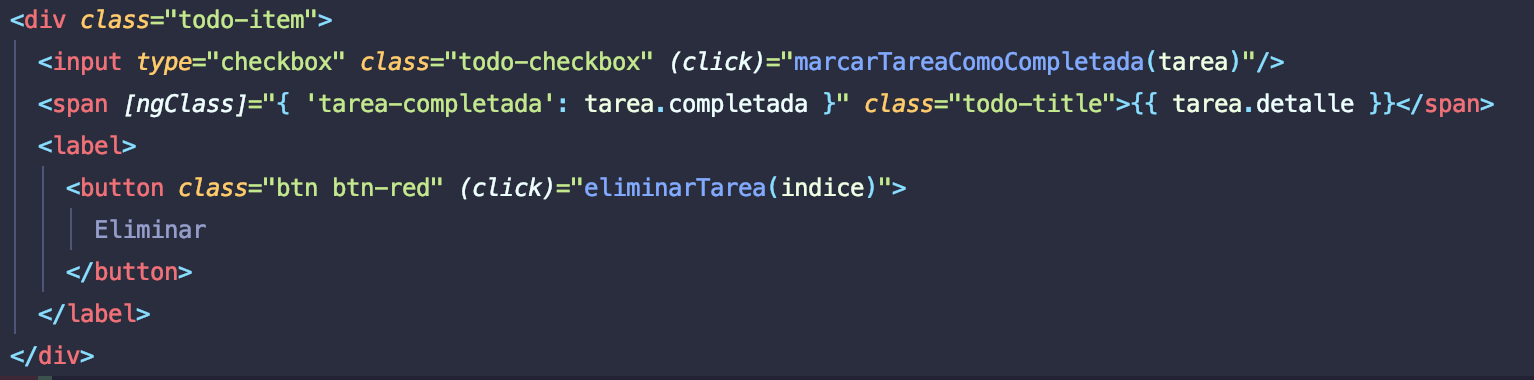 <div class="todo-item">
<input type="checkbox" class="todo-checkbox" (click)="marcarTareaComoCompletada(tarea)"/>
<span [ngClass]="{ 'tarea-completada': tarea.completada }" class="todo-title">{{ tarea.detalle }}</span>
<label>
<button class="btn btn-red" (click)="eliminarTarea(indice)">
Eliminar
</button>
</label>
</div>